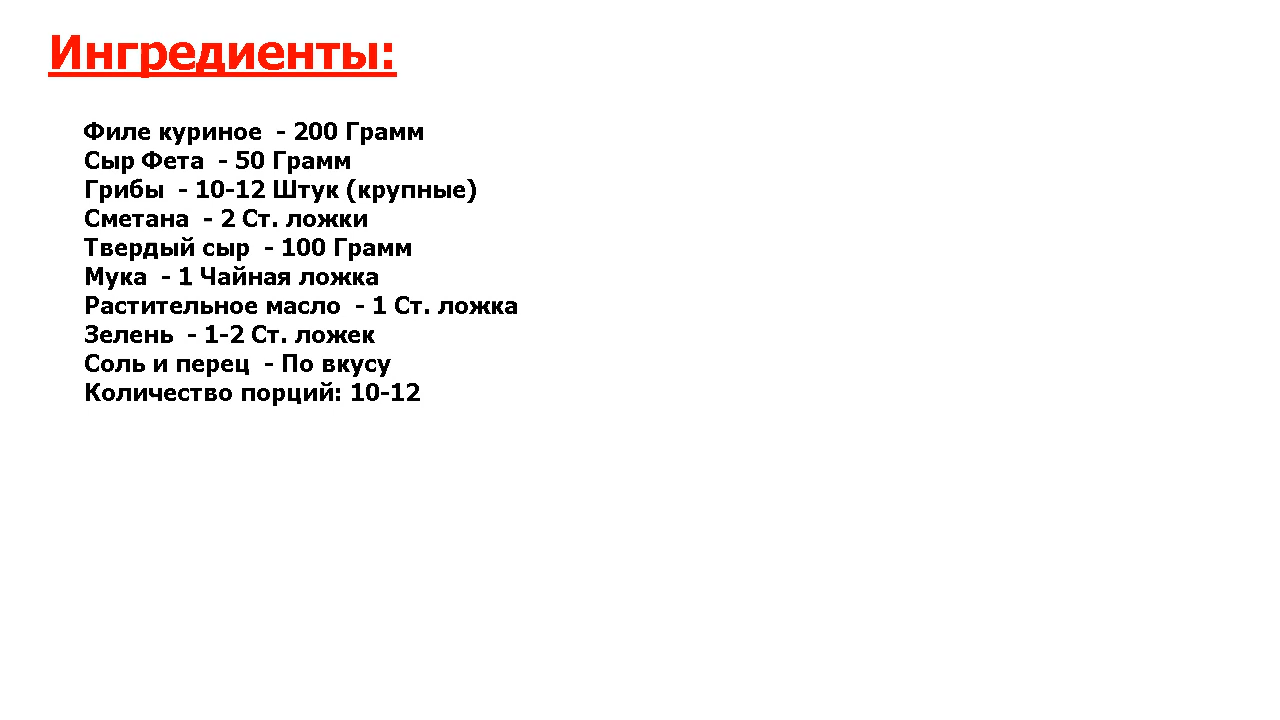 Ингредиенты:
Филе куриное - 200 Грамм
Сыр Фета - 50 Грамм
Грибы - 10-12 Штук (крупные)
Сметана - 2 Ст. ложки
Твердый сыр - 100 Грамм
Мука - 1 Чайная ложка
Растительное масло - 1 Ст. ложка
Зелень - 1-2 Ст. ложек
Соль и перец - По вкусу
Количество порций: 10-12